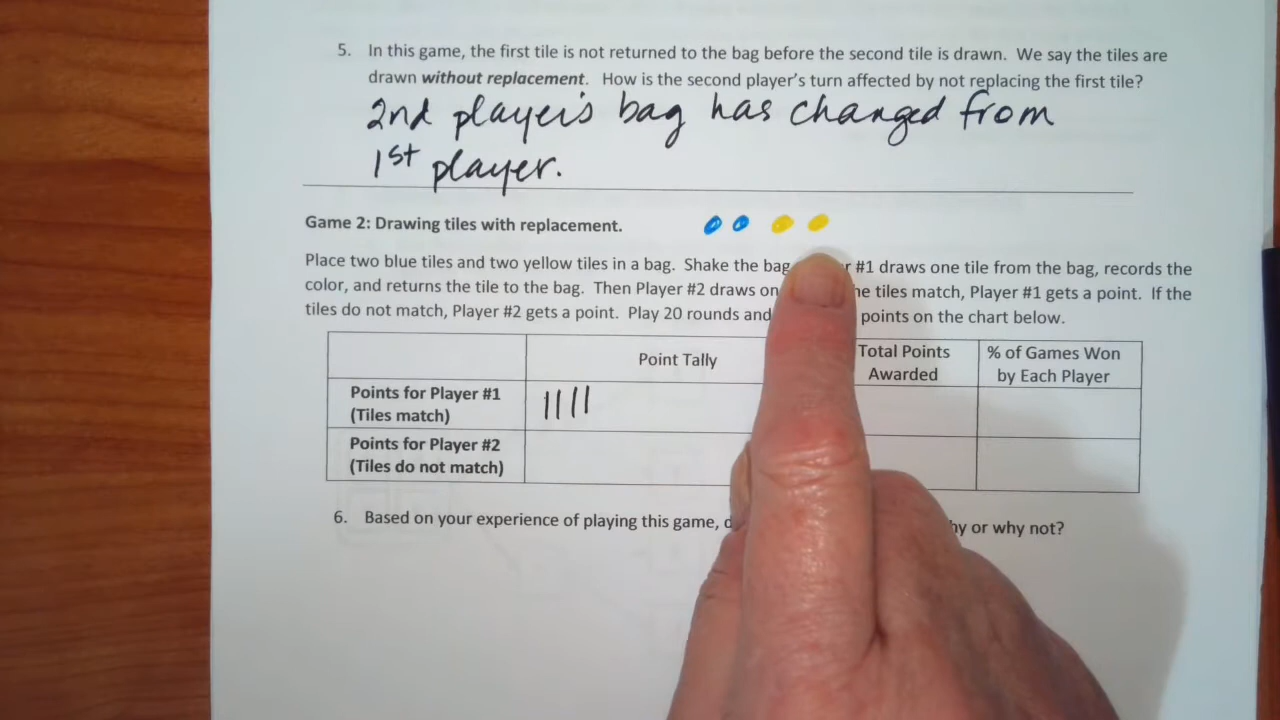 5. In this game, the first tile is not returned to the bag before the second tile is drawn. We say the tiles are
drawn without replacement. How is the second player's turn affected by not replacing the first tile?
2nd player's bag has changed from
1st player.
Game 2: Drawing tiles with replacement.
Place two blue tiles and two yellow tiles in a bag. Shake the bag #1 draws one tile from the bag, records the
color, and returns the tile to the bag. Then Player #2 draws tiles match, Player #1 gets a point. If the
tiles do not match, Player #2 gets a point. Play 20 rounds and points on the chart below.
Point Tally
Total Points
Awarded
% of Games Won
by Each Player
Points for Player #1
(Tiles match)
||||
Points for Player #2
(Tiles do not match)
6. Based on your experience of playing this game, or why not?